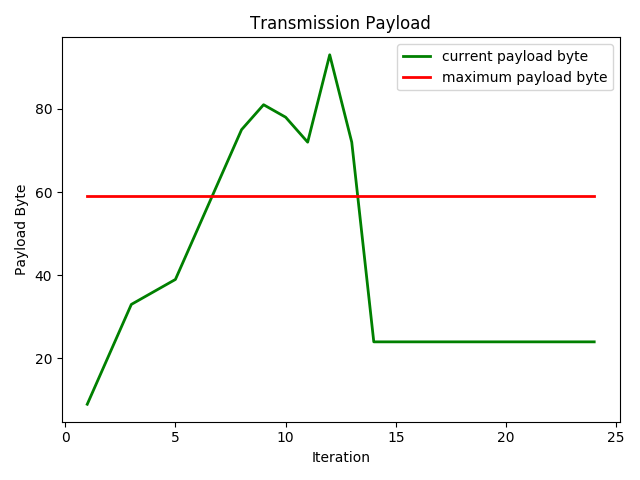 Transmission Payload
current payload byte
maximum payload byte
Payload Byte
80
60
40
20
0
5
10
15
20
25
Iteration